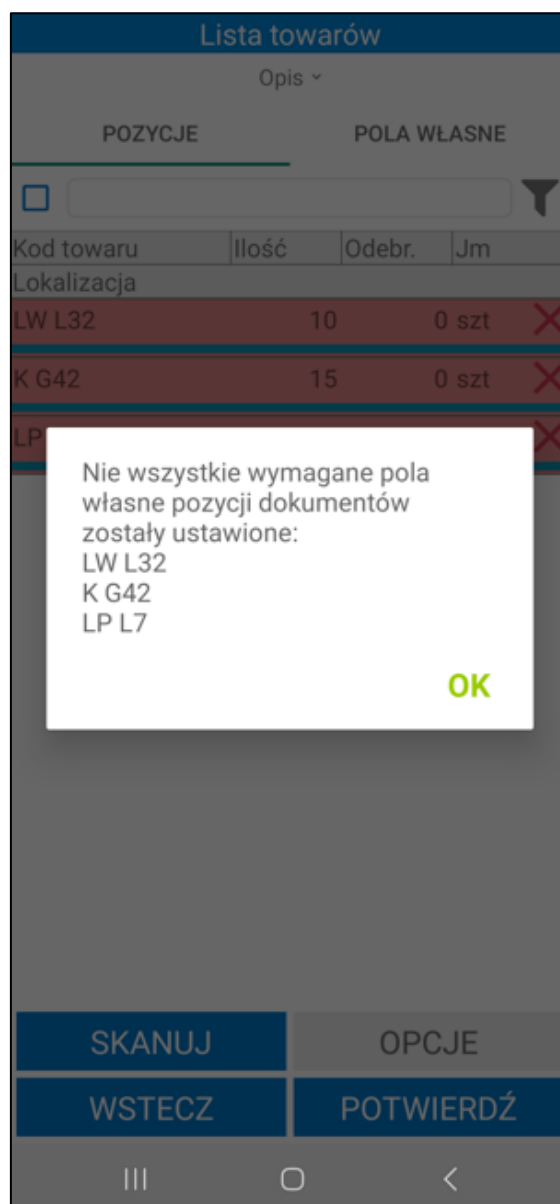 Lista towarów
Opis
POZYCJE POLA WŁASNE
Kod towaru Ilość Odebr. Jm
Lokalizacja
LW L32 10 0 szt
K G42 15 0 szt
LP
Nie wszystkie wymagane pola
własne pozycji dokumentów
zostały ustawione:
LW L32
K G42
LP L7
OK
SKANUJ OPCJE
WSTECZ POTWIERDŹ